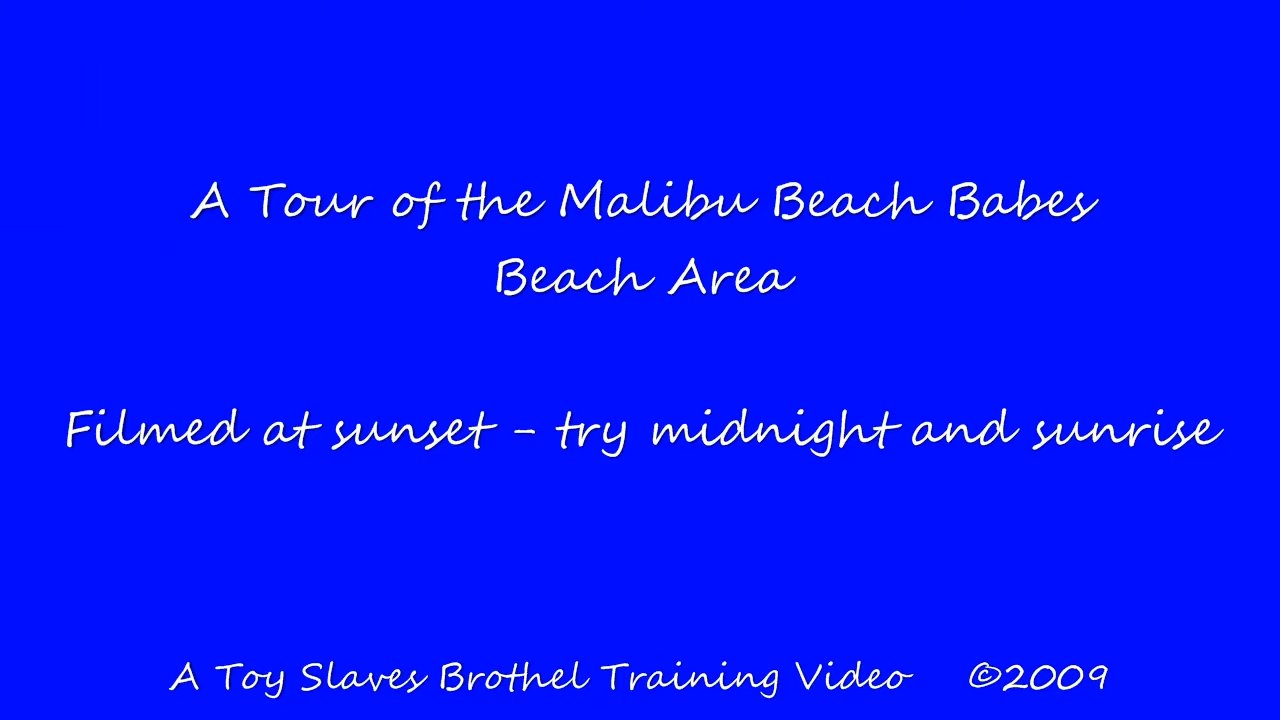 A Tour of the Malibu Beach Babes
Beach Area
Filmed at sunset - try midnight and sunrise
A Toy Slaves Brothel Training Video ©2009